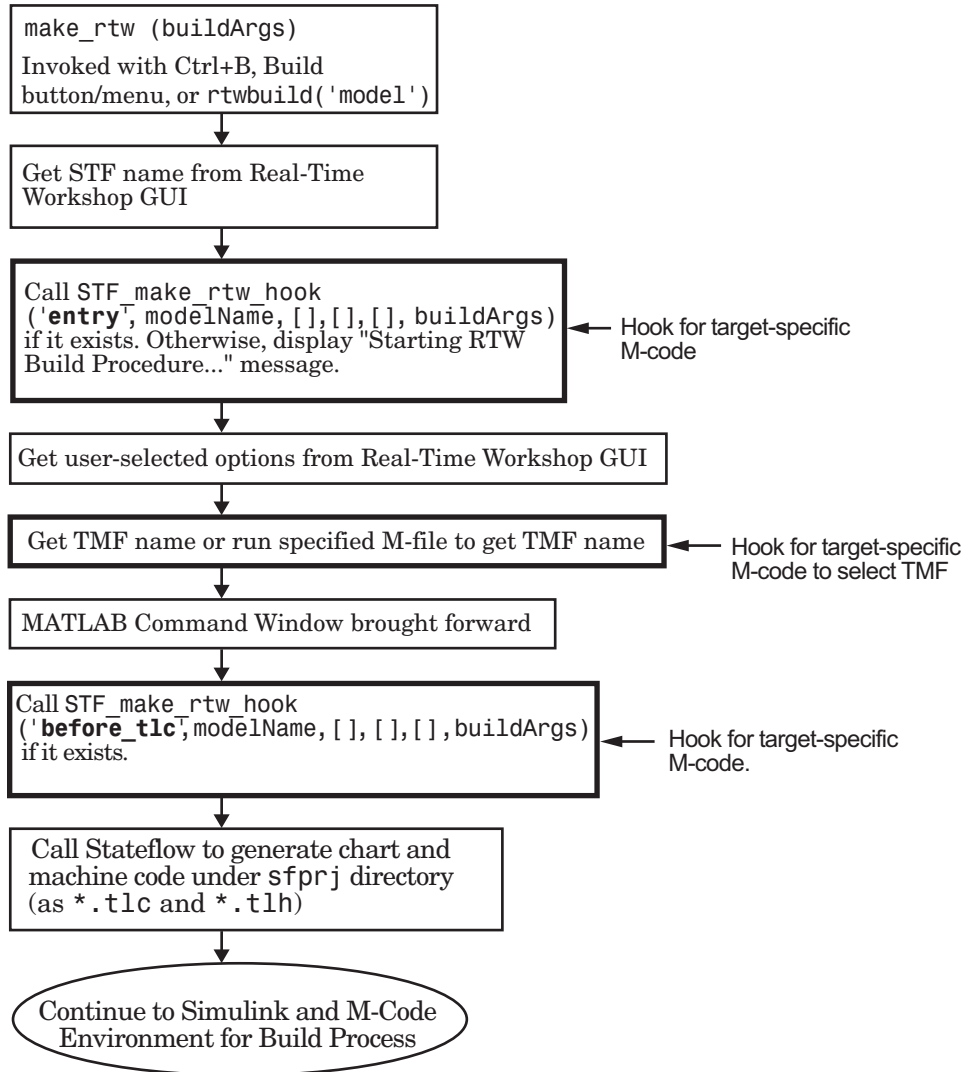 make_rtw (buildArgs)
Invoked with Ctrl+B, Build
button/menu, or rtwbuild('model')
Get STF name from Real-Time
Workshop GUI
Call STF_make_rtw_hook
('entry', modelName, [],[],[], buildArgs)
if it exists. Otherwise, display "Starting RTW
Build Procedure..." message.
Hook for target-specific
M-code
Get user-selected options from Real-Time Workshop GUI
Get TMF name or run specified M-file to get TMF name
Hook for target-specific
M-code to select TMF
MATLAB Command Window brought forward
Call STF_make_rtw_hook
('before_tlc',modelName,[],[],[],buildArgs)
if it exists.
Hook for target-specific
M-code.
Call Stateflow to generate chart and
machine code under sfprj directory
(as *.tlc and *.tlh)
Continue to Simulink and M-Code
Environment for Build Process